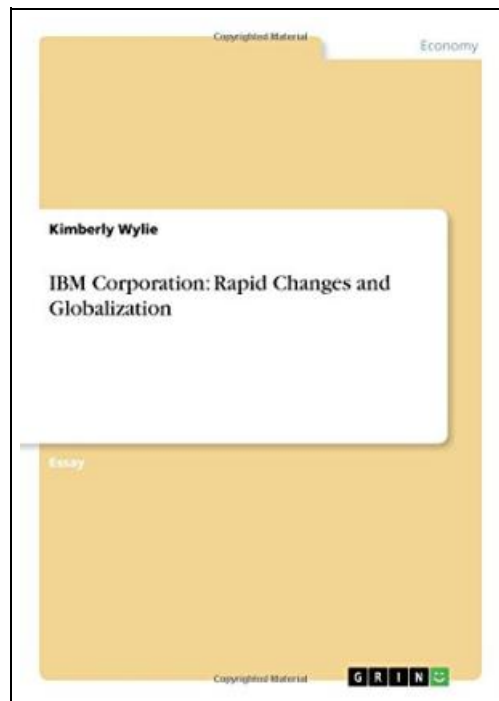 Copyrighted Material
Economy
Kimberly Wylie
IBM Corporation: Rapid Changes and
Globalization
Essay
Copyrighted Material
GRIN